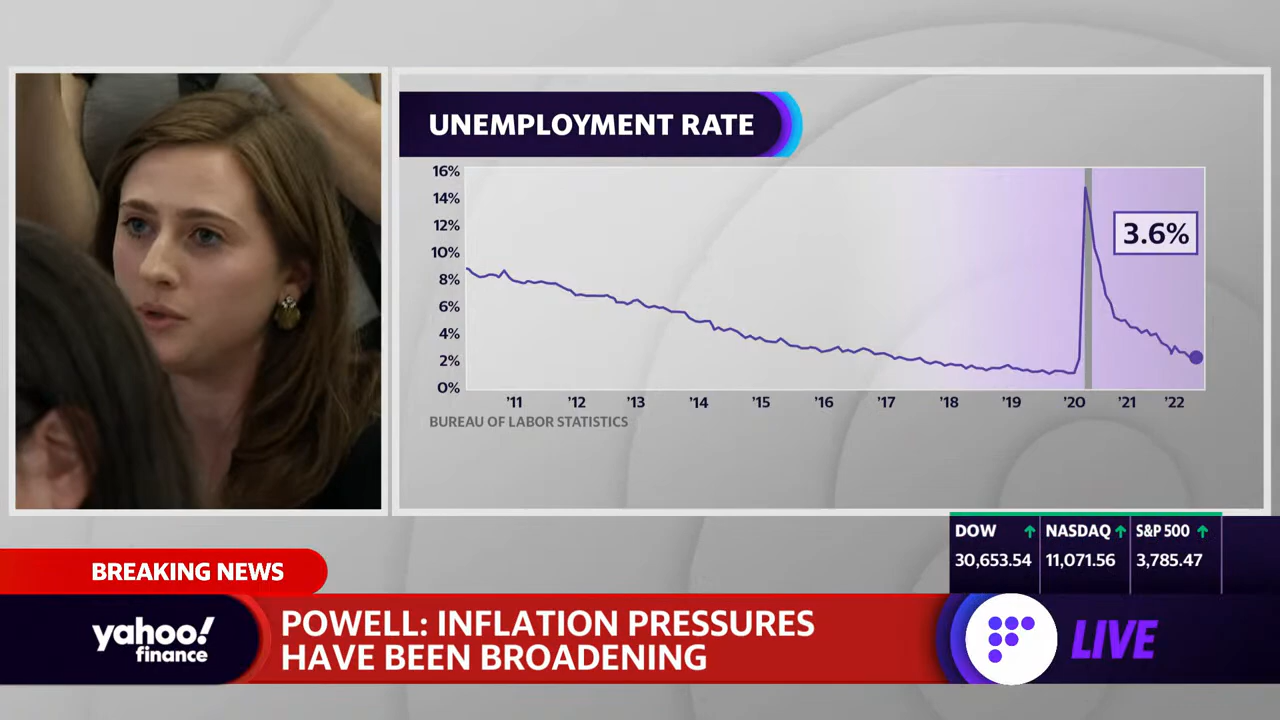 UNEMPLOYMENT RATE
16%
14%
12%
10%
8%
6%
4%
2%
0%
3.6%
'11 '12 '13 '14 '15 '16 '17 '18 '19 '20 '21 '22
BUREAU OF LABOR STATISTICS
DOW NASDAQ S&P 500
30,653.54 11,071.56 3,785.47
BREAKING NEWS
yahoo!
finance
POWELL: INFLATION PRESSURES
HAVE BEEN BROADENING
LIVE